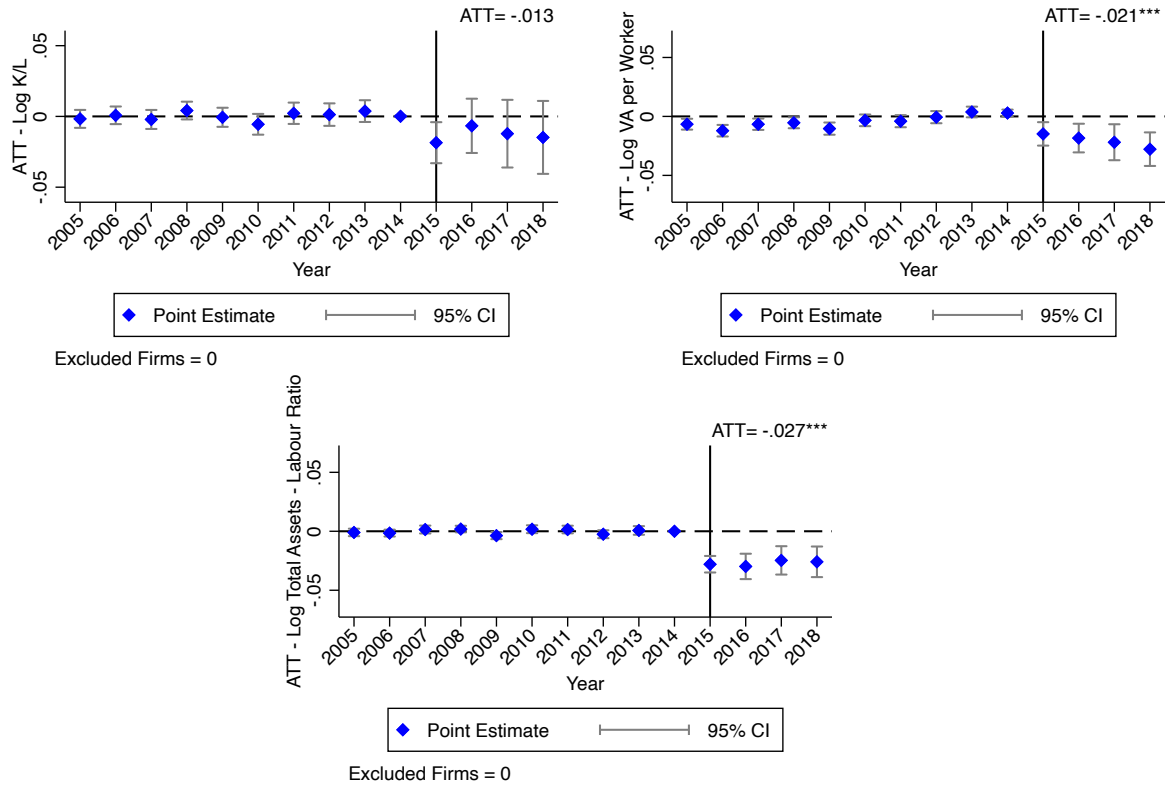 ATT= -.013
ATT - Log K/L
.05
0
-.05
2005 2006 2007 2008 2009 2010 2011 2012 2013 2014 2015 2016 2017 2018
Year
Point Estimate 95% CI
Excluded Firms = 0
ATT= -.021***
ATT - Log VA per Worker
.05
0
-.05
2005 2006 2007 2008 2009 2010 2011 2012 2013 2014 2015 2016 2017 2018
Year
Point Estimate 95% CI
Excluded Firms = 0
ATT= -.027***
ATT - Log Total Assets - Labour Ratio
.05
0
-.05
2005 2006 2007 2008 2009 2010 2011 2012 2013 2014 2015 2016 2017 2018
Year
Point Estimate 95% CI
Excluded Firms = 0